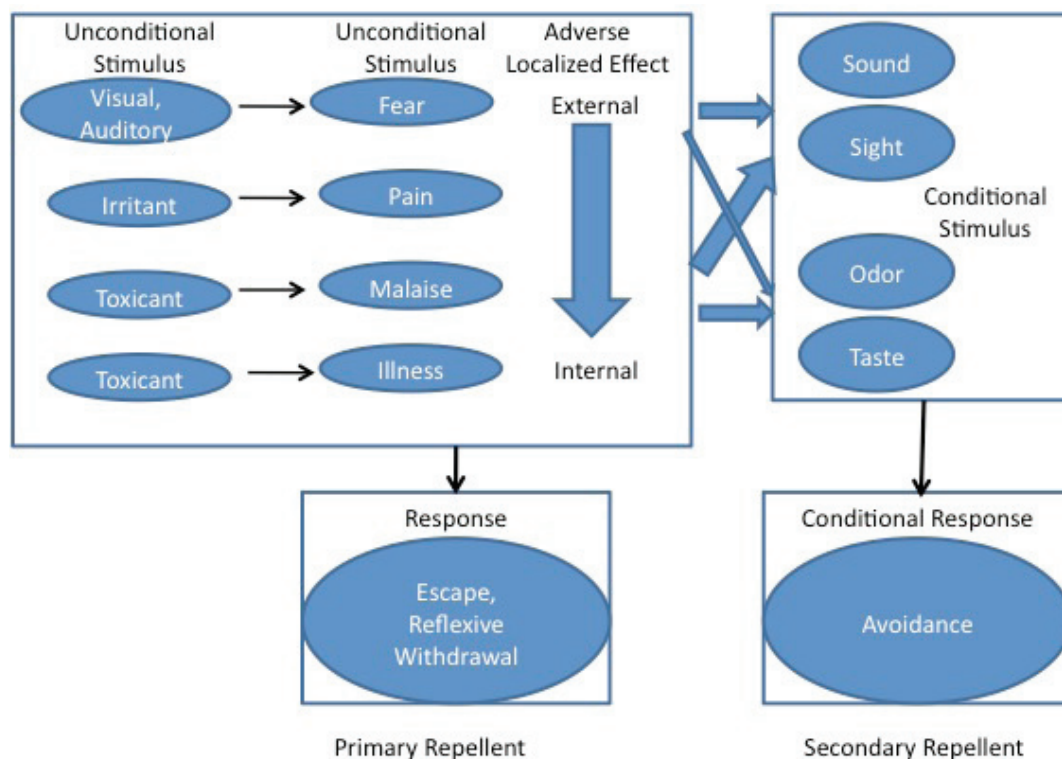 Unconditional
Stimulus
Unconditional
Stimulus
Adverse
Localized Effect
Visual,
Auditory
Fear
External
Irritant
Pain
Toxicant
Malaise
Toxicant
Illness
Internal
Sound
Sight
Conditional
Stimulus
Odor
Taste
Response
Escape,
Reflexive
Withdrawal
Conditional Response
Avoidance
Primary Repellent
Secondary Repellent